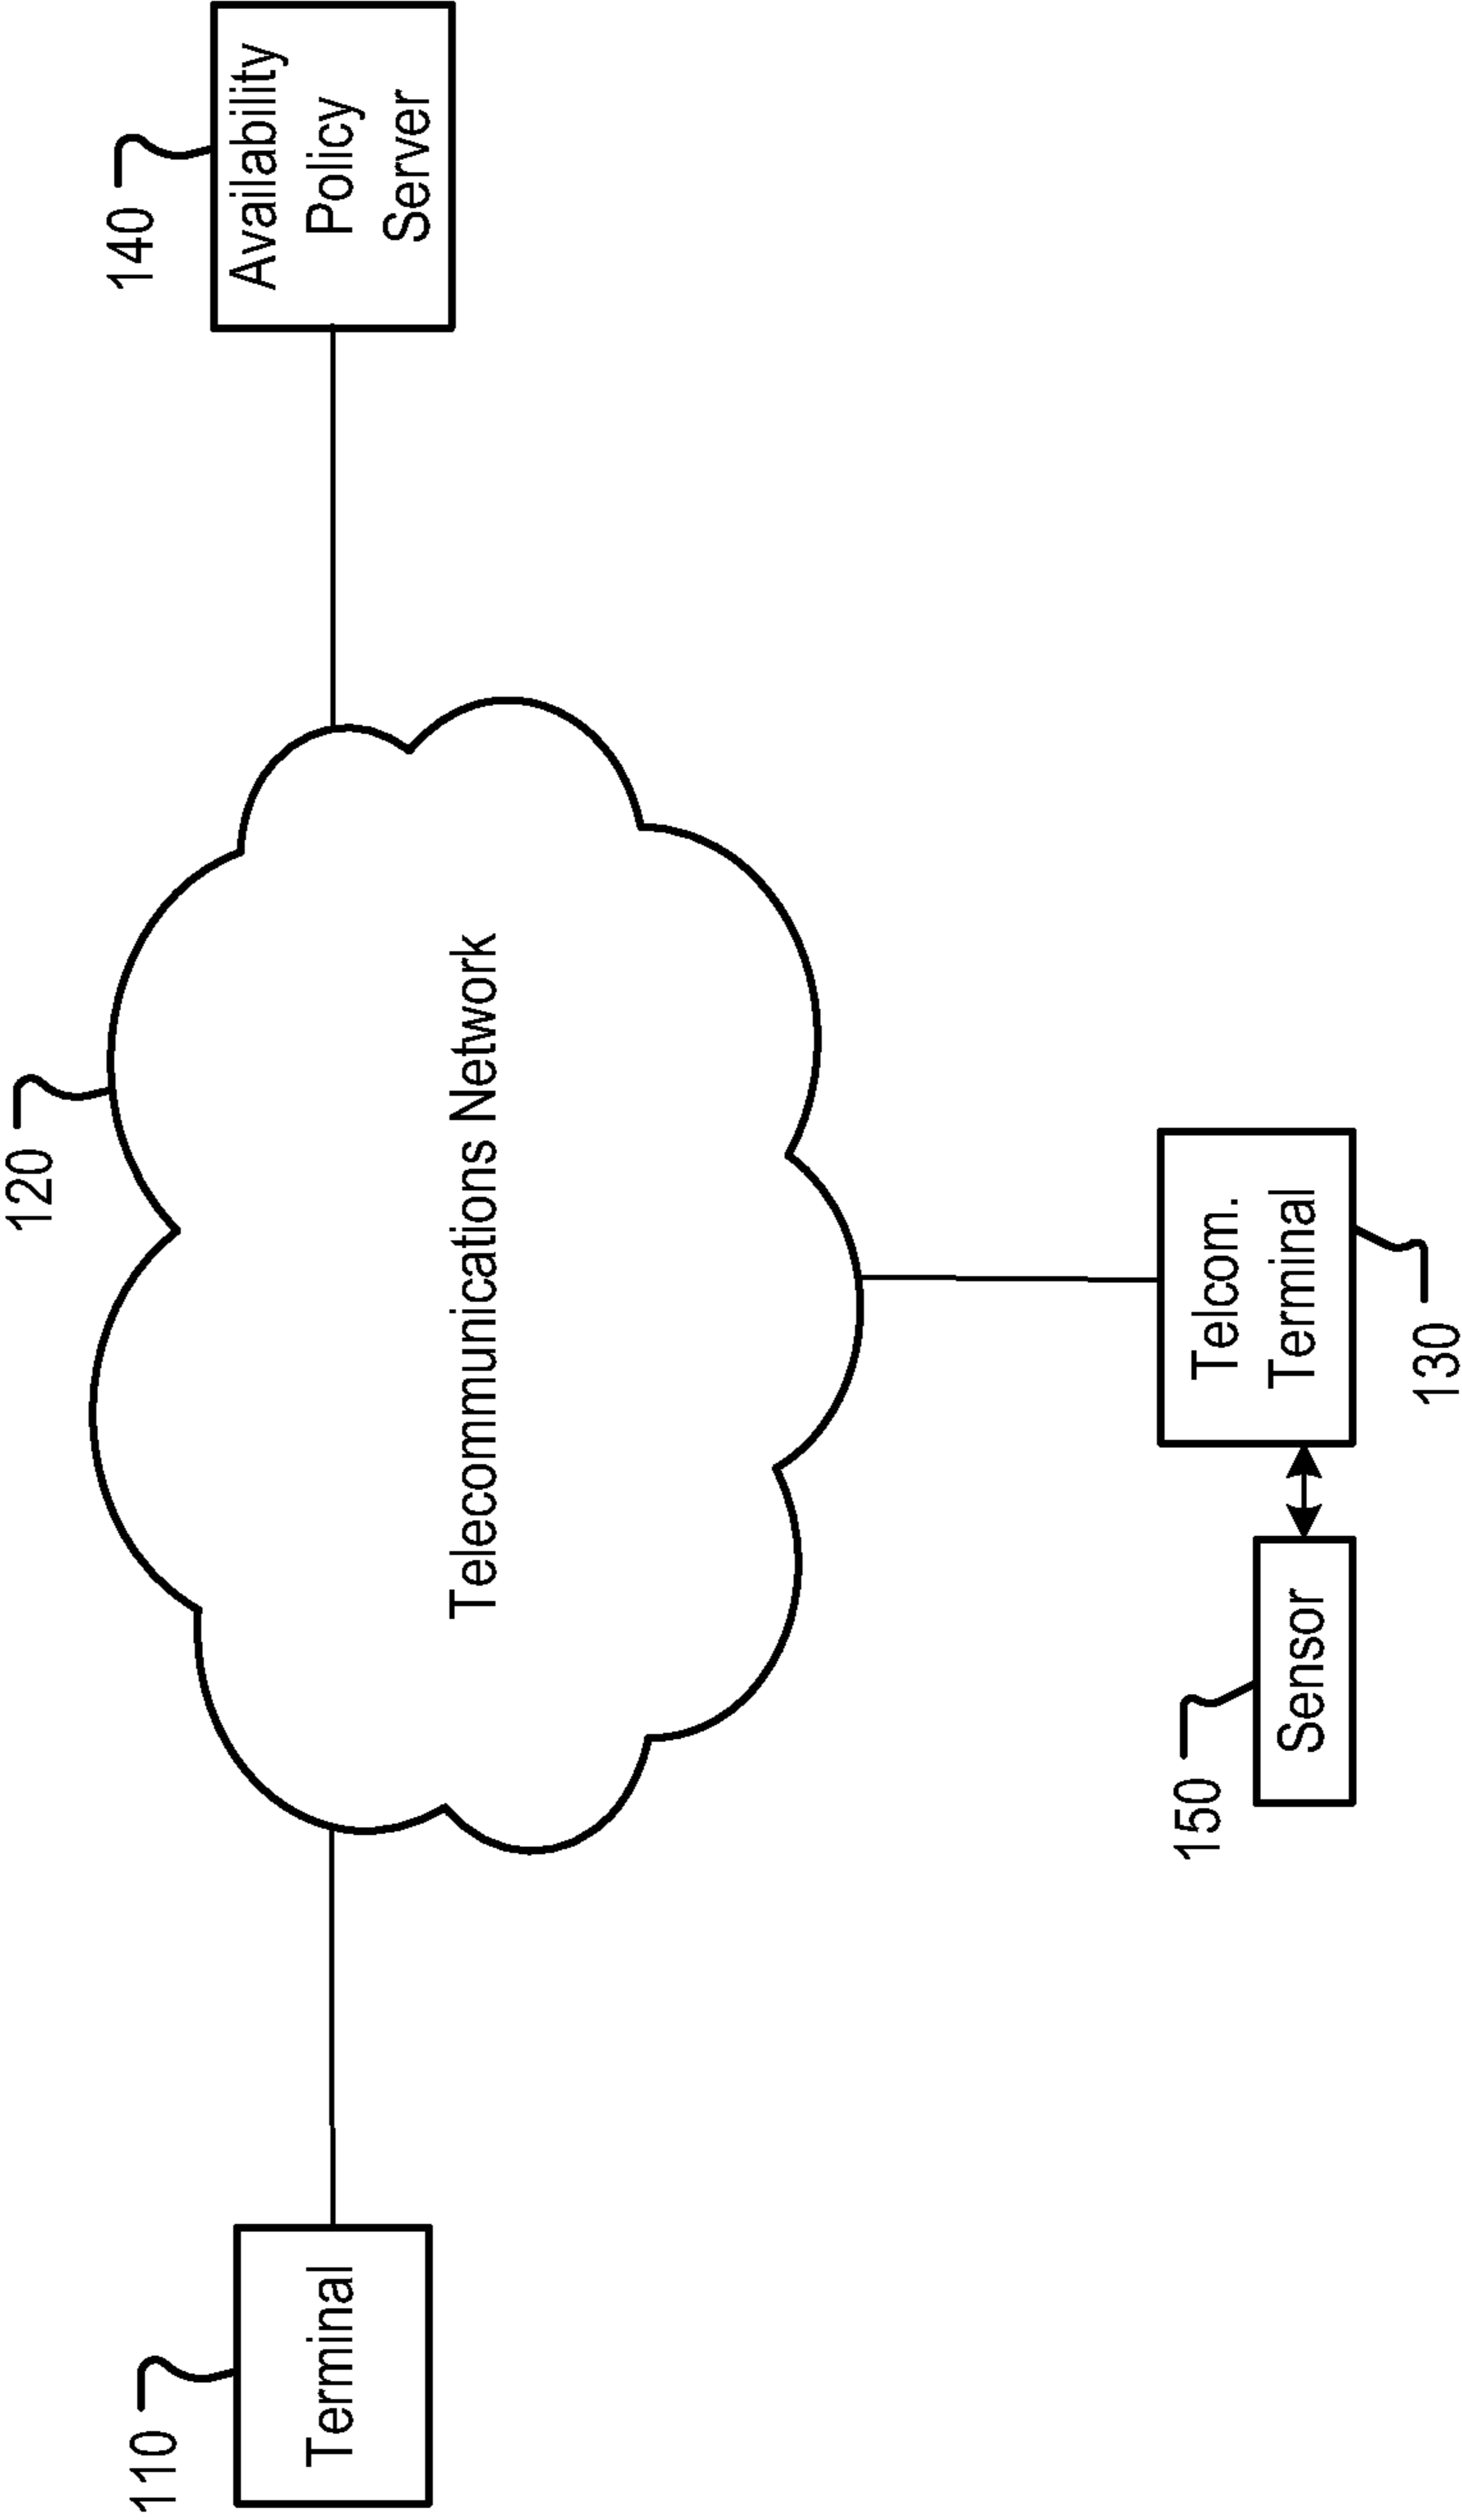 120
110
140
Terminal
Availability
Policy
Server
Telecommunications Network
150
Sensor
Telcom.
Terminal
130